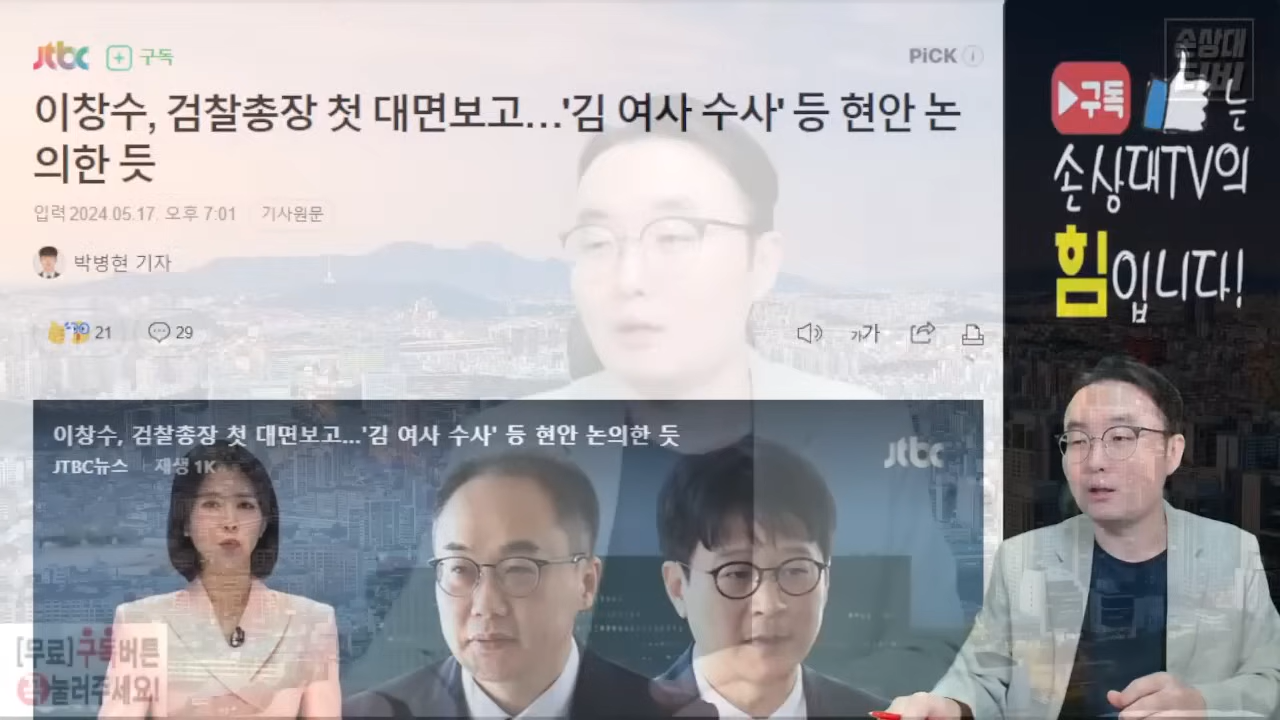 jtbc 구독
PiCK
이창수, 검찰총장 첫 대면보고…'김 여사 수사' 등 현안 논
의한 듯
입력 2024.05.17. 오후 7:01 기사원문
박병현 기자
21 29
가가
이창수, 검찰총장 첫 대면보고...'김 여사 수사' 등 현안 논의한 듯
JTBC뉴스 재생 1K
jtbc
[무료]구독버튼
꼭눌러주세요!
손상대
구독 는
손상대TV의
힘입니다!